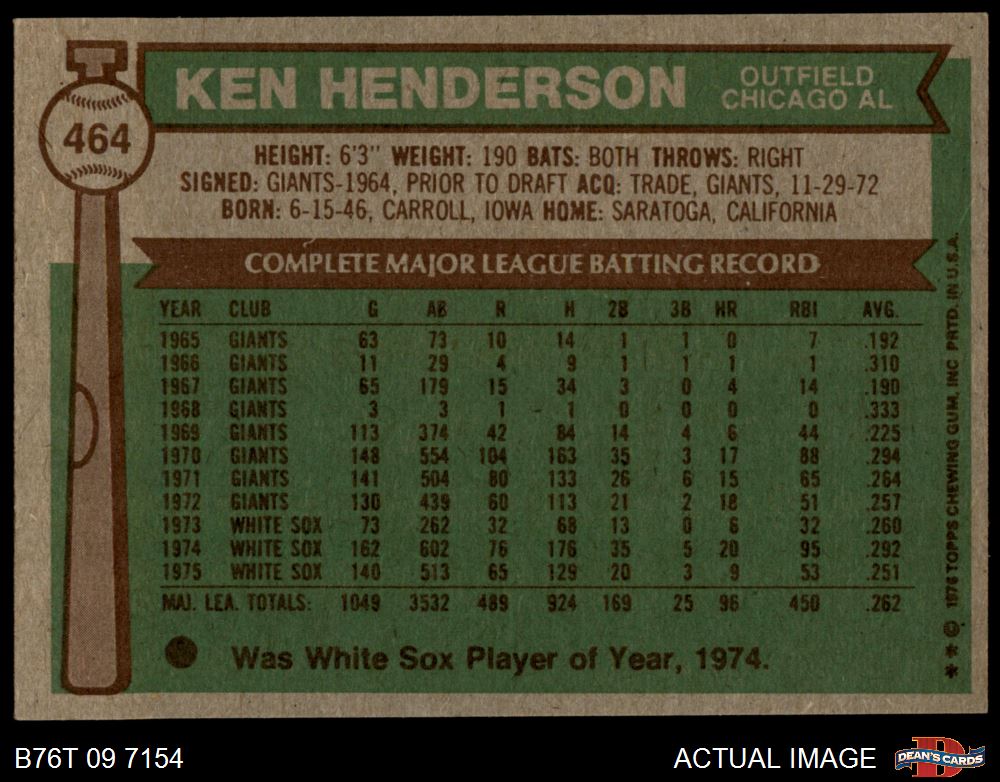 T
464
KEN HENDERSON
OUTFIELD
CHICAGO AL
HEIGHT: 6'3" WEIGHT: 190 BATS: BOTH THROWS: RIGHT
SIGNED: GIANTS-1964, PRIOR TO DRAFT ACQ: TRADE, GIANTS, 11-29-72
BORN: 6-15-46, CARROLL, IOWA HOME: SARATOGA, CALIFORNIA
COMPLETE MAJOR LEAGUE BATTING RECORD
YEAR CLUB G AB R H 2B 3B HR RBI AVG.
1965 GIANTS 63 73 10 14 1 1 0 7 .192
1966 GIANTS 11 29 4 9 1 1 1 1 .310
1967 GIANTS 65 179 15 34 3 0 4 14 .190
1968 GIANTS 3 3 1 1 0 0 0 0 .333
1969 GIANTS 113 374 42 84 14 4 6 44 .225
1970 GIANTS 148 554 104 163 35 3 17 88 .294
1971 GIANTS 141 504 80 133 26 6 15 65 .264
1972 GIANTS 130 439 60 113 21 2 18 51 .257
1973 WHITE SOX 73 262 32 68 13 0 6 32 .260
1974 WHITE SOX 162 602 76 176 35 5 20 95 .292
1975 WHITE SOX 140 513 65 129 20 3 9 53 .251
MAJ. LEA. TOTALS: 1049 3532 489 924 169 25 96 450 .262
Was White Sox Player of Year, 1974.
** © 1976 TOPPS CHEWING GUM, INC PRTD. IN U.S.A.
B76T 09 7154
ACTUAL IMAGE
D
DEAN'S CARDS